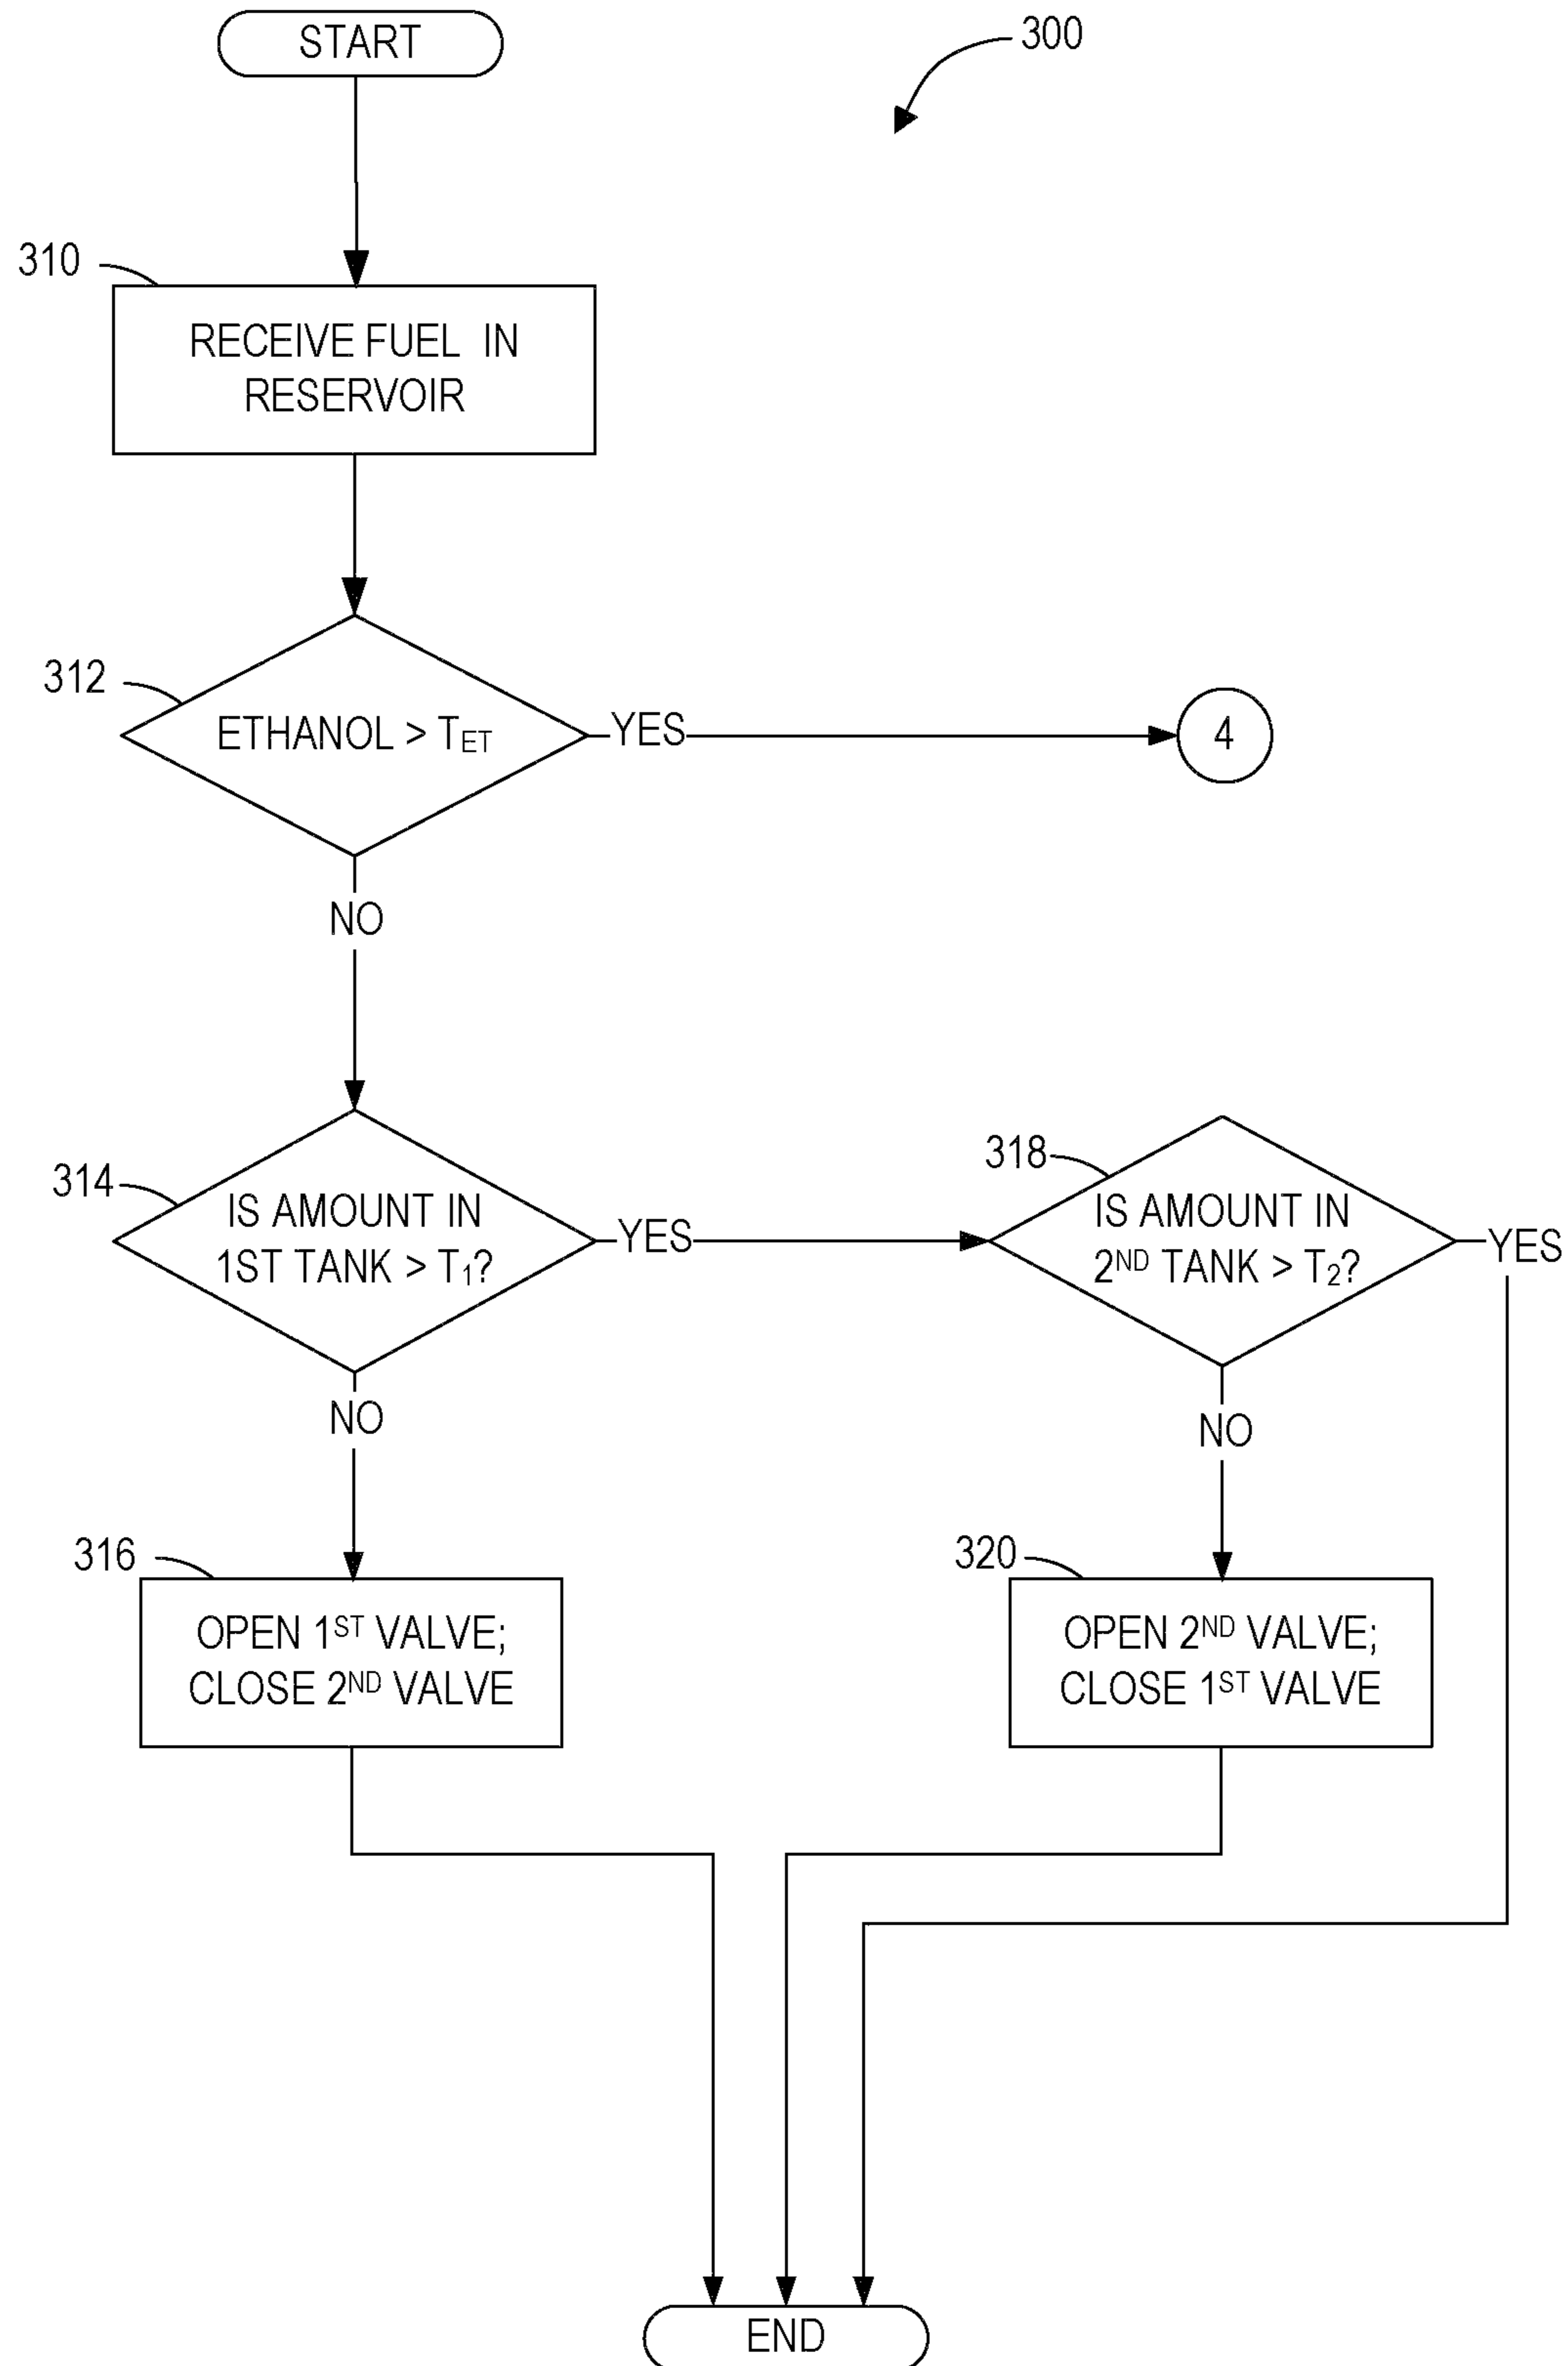 START
300
310
RECEIVE FUEL IN
RESERVOIR
312
ETHANOL > TET
YES
4
NO
314
IS AMOUNT IN
1ST TANK > T1?
YES
318
IS AMOUNT IN
2ND TANK > T2?
YES
NO
NO
316
OPEN 1ST VALVE;
CLOSE 2ND VALVE
320
OPEN 2ND VALVE;
CLOSE 1ST VALVE
END